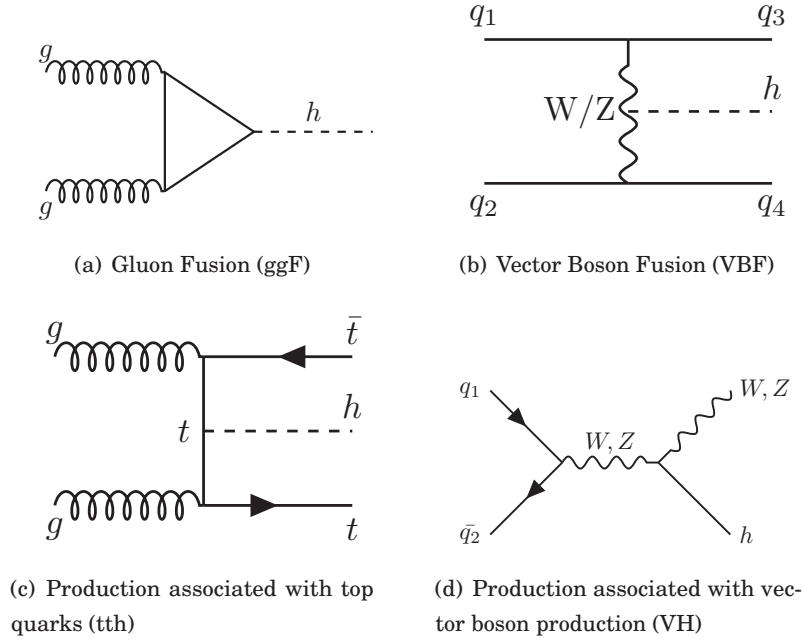 g
h
g
(a) Gluon Fusion (ggF)
q₁ q₃
W/Z h
q₂ q₄
(b) Vector Boson Fusion (VBF)
g t̄
t h
g t
(c) Production associated with top
quarks (tth)
q₁ W, Z
W, Z
q̄₂ h
(d) Production associated with vec-
tor boson production (VH)